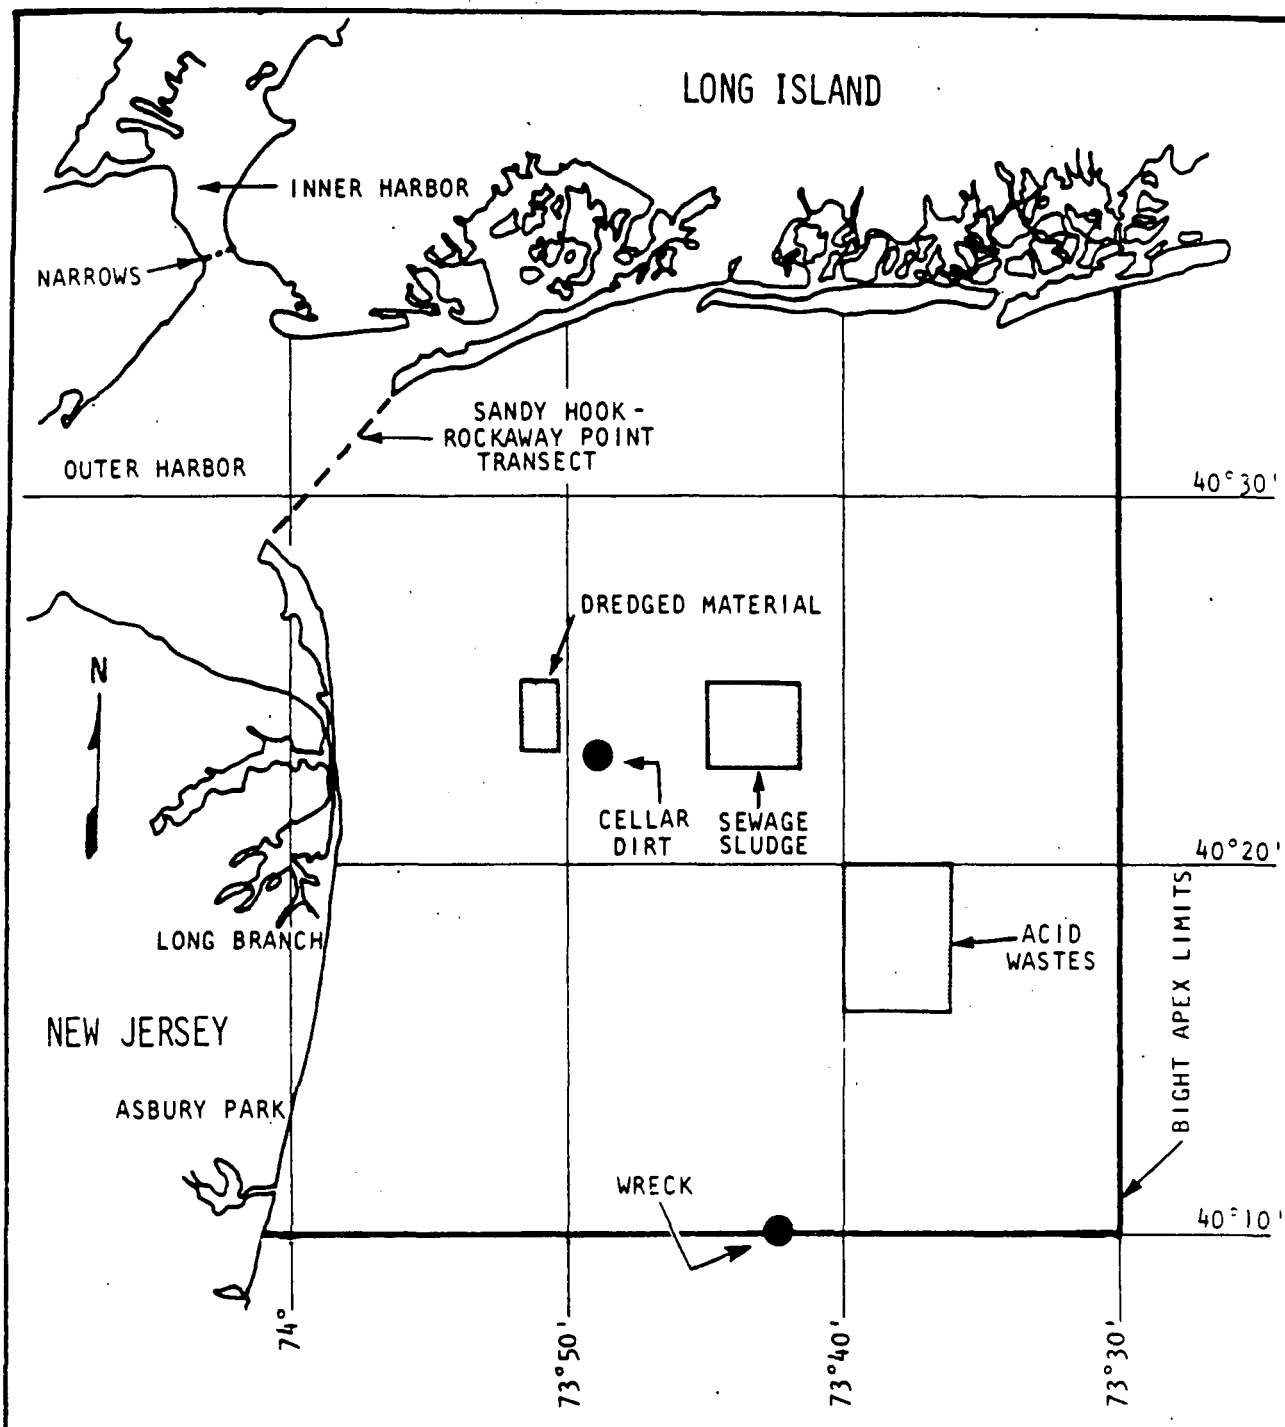 LONG ISLAND
INNER HARBOR
NARROWS
SANDY HOOK -
ROCKAWAY POINT
TRANSECT
OUTER HARBOR
40°30'
DREDGED MATERIAL
N
CELLAR
DIRT
SEWAGE
SLUDGE
40°20'
LONG BRANCH
ACID
WASTES
BIGHT APEX LIMITS
NEW JERSEY
ASBURY PARK
WRECK
40°10'
74°
73°50'
73°40'
73°30'